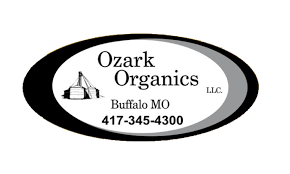 Ozark
Organics
LLC.
Buffalo MO
417-345-4300